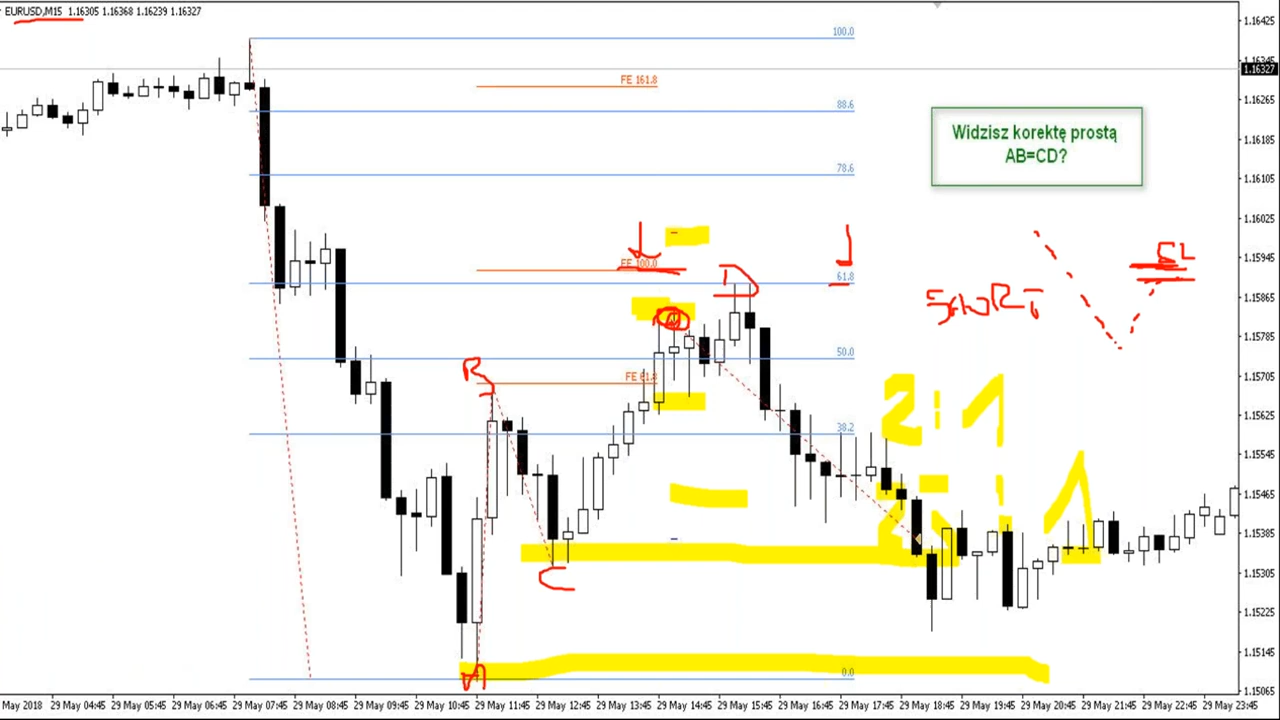 EURUSD,M15 1.16305 1.16368 1.16239 1.16327
100.0
1.16425
1.16345
1.16327
FE 161.8
1.16265
88.6
Widzisz korektę prostą
AB=CD?
1.16185
78.6
1.16105
1.16025
SL
FE 100.0
1.15945
61.8
D
SHORT
1.15865
1.15785
50.0
B
FE 61.8
1.15705
2:1
1.15625
38.2
1.15545
1.15465
1.15385
C
1.15305
1.15225
1.15145
A
0.0
1.15065
May 2018 29 May 04:45 29 May 05:45 29 May 06:45 29 May 07:45 29 May 08:45 29 May 09:45 29 May 10:45 29 May 11:45 29 May 12:45 29 May 13:45 29 May 14:45 29 May 15:45 29 May 16:45 29 May 17:45 29 May 18:45 29 May 19:45 29 May 20:45 29 May 21:45 29 May 22:45 29 May 23:45